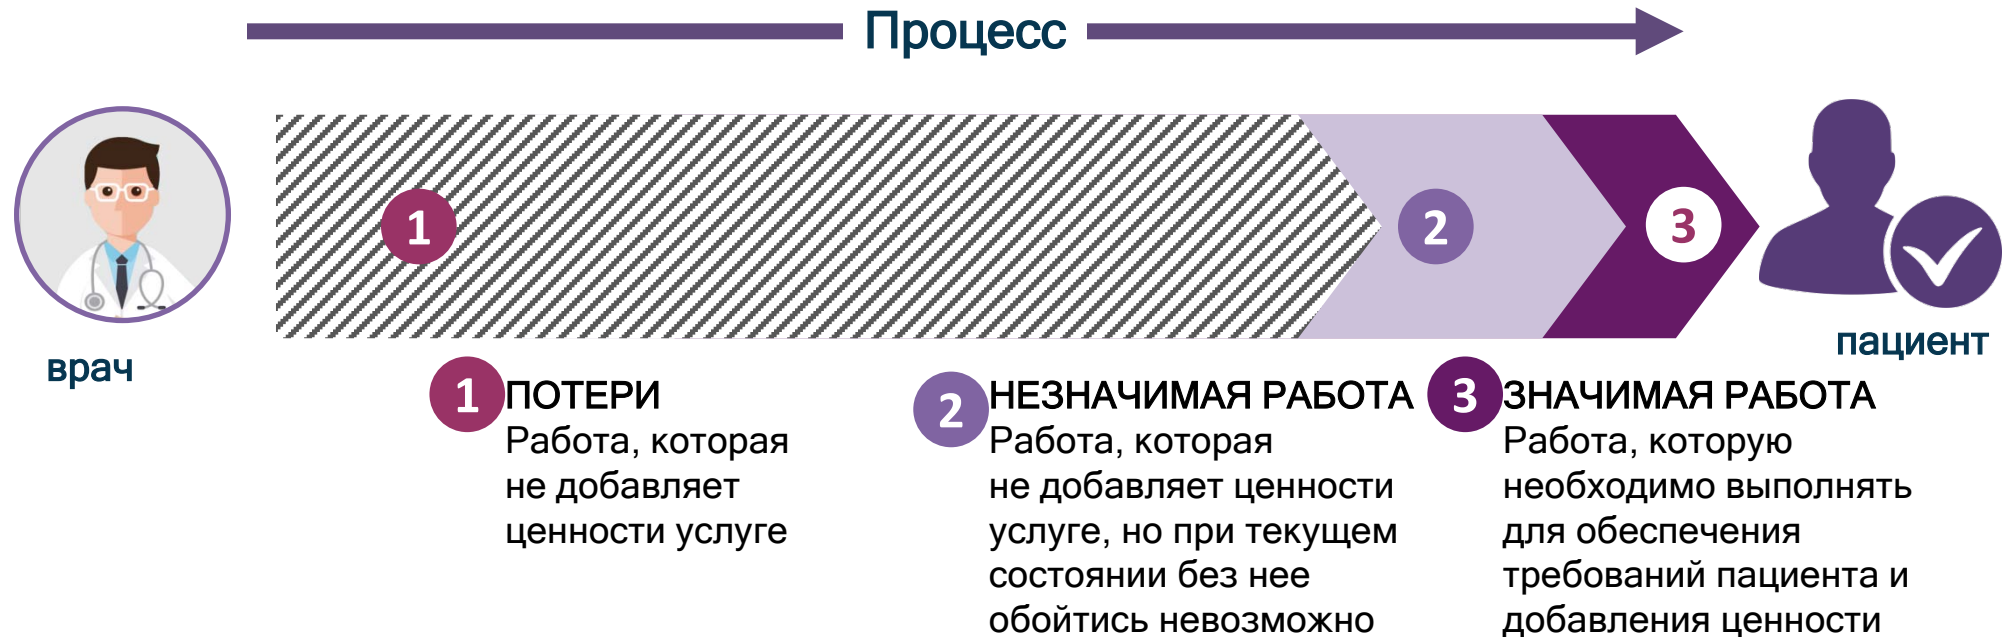 Процесс
1
2
3
врач
пациент
1
ПОТЕРИ
Работа, которая
не добавляет
ценности услуге
2
НЕЗНАЧИМАЯ РАБОТА
Работа, которая
не добавляет ценности
услуге, но при текущем
состоянии без нее
обойтись невозможно
3
ЗНАЧИМАЯ РАБОТА
Работа, которую
необходимо выполнять
для обеспечения
требований пациента и
добавления ценности